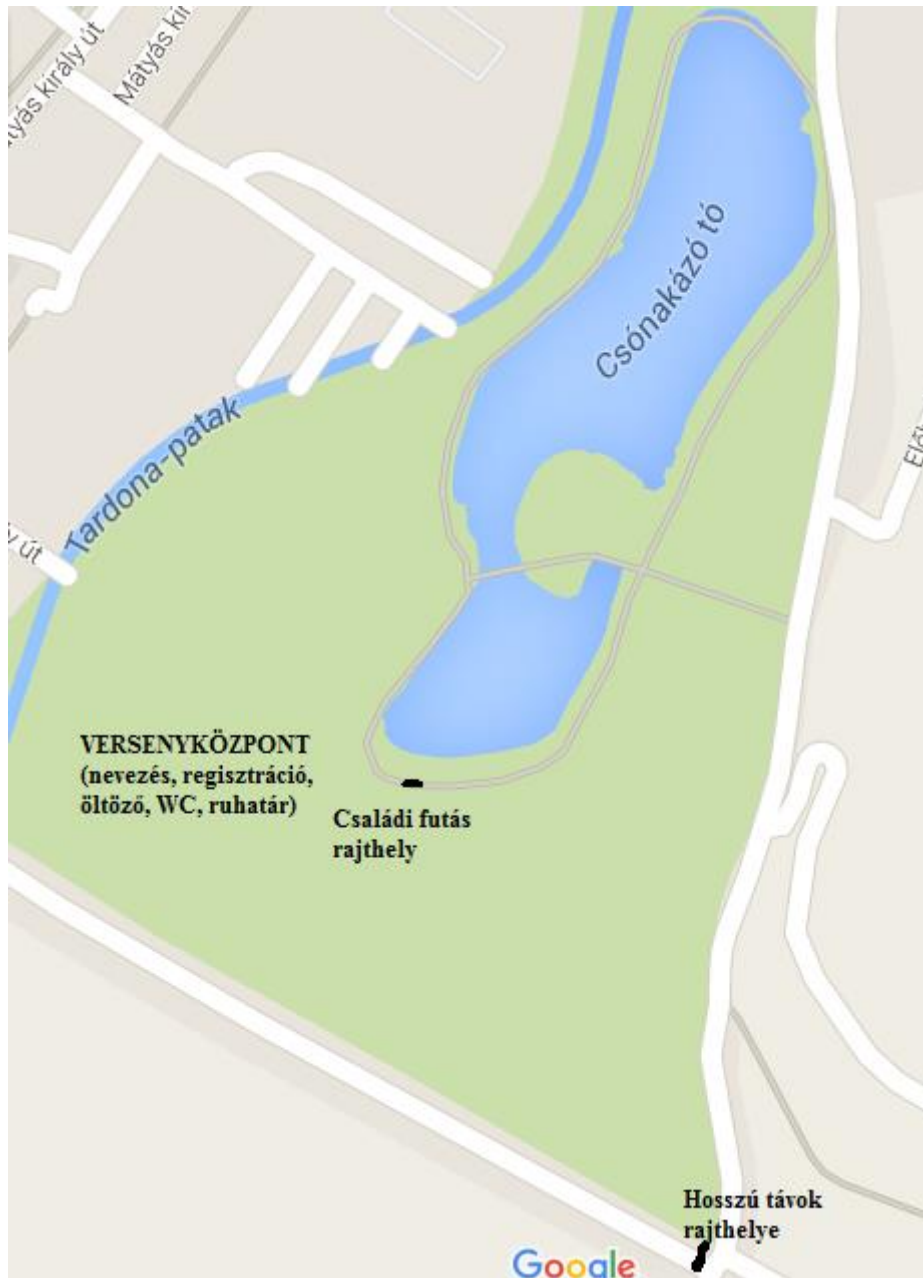 Mátyás király út
Mátyás kir
Csónakázó tó
Tardona-patak
út
VERSENYKÖZPONT
(nevezés, regisztráció,
öltöző, WC, ruhatár)
Családi futás
rajthely
Hosszú távok
rajthelye
Google